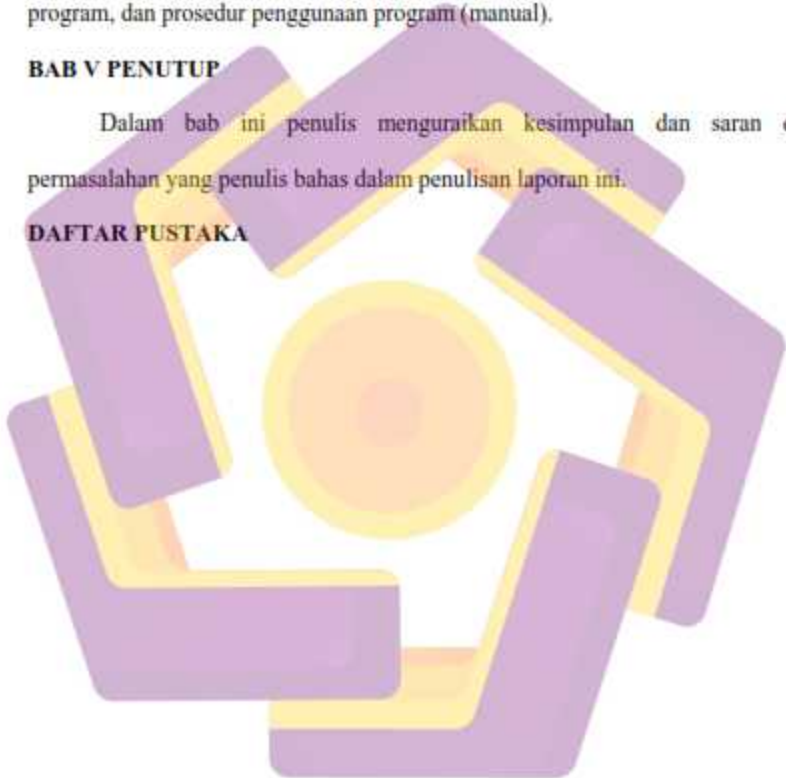 program, dan prosedur penggunaan program (manual).
BAB V PENUTUP
Dalam bab ini penulis menguraikan kesimpulan dan saran
permasalahan yang penulis bahas dalam penulisan laporan ini.
DAFTAR PUSTAKA